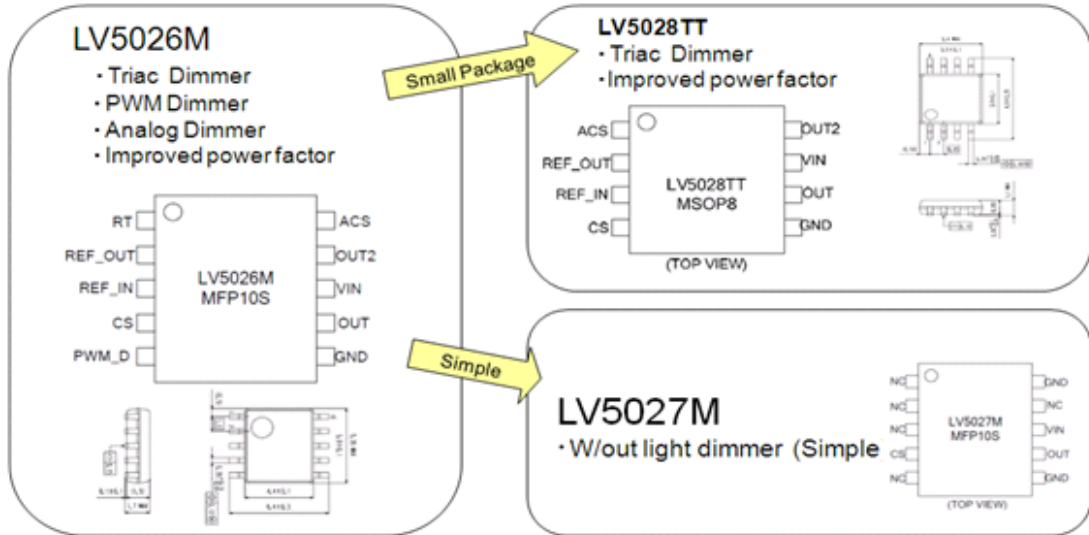 LV5026M
・Triac Dimmer
・PWM Dimmer
・Analog Dimmer
・Improved power factor
RT
REF_OUT
REF_IN
CS
PWM_D
LV5026M
MFP10S
ACS
OUT2
VIN
OUT
GND
Small Package
Simple
LV5028TT
・Triac Dimmer
・Improved power factor
ACS
REF_OUT
REF_IN
CS
LV5028TT
MSOP8
OUT2
VIN
OUT
GND
(TOP VIEW)
LV5027M
・W/out light dimmer (Simple
NC
NC
NC
CS
NC
LV5027M
MFP10S
GND
NC
VIN
OUT
GND
(TOP VIEW)